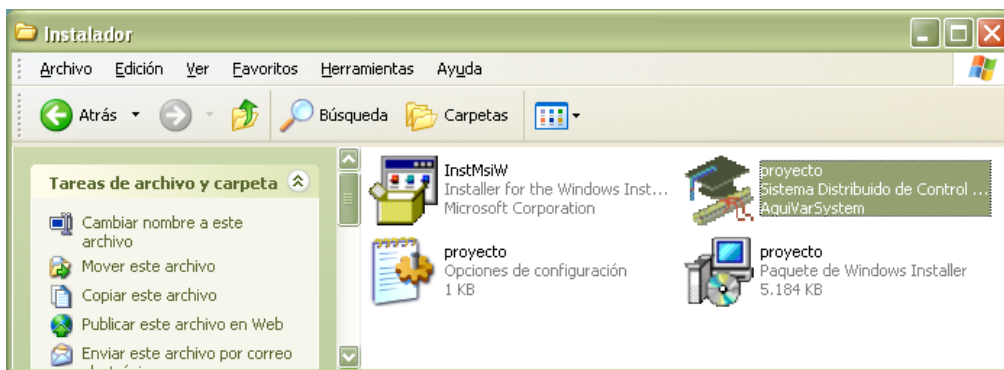 Instalador
Archivo Edición Ver Favoritos Herramientas Ayuda
Atrás Búsqueda Carpetas
Tareas de archivo y carpeta
Cambiar nombre a este
archivo
Mover este archivo
Copiar este archivo
Publicar este archivo en Web
Enviar este archivo por correo
InstMsiW
Installer for the Windows Inst...
Microsoft Corporation
proyecto
Sistema Distribuido de Control ...
AquiVarSystem
proyecto
Opciones de configuración
1 KB
proyecto
Paquete de Windows Installer
5.184 KB